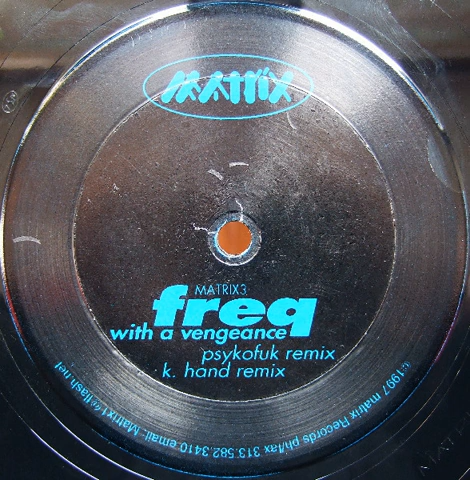 MATRIX
MATRIX3
freq
with a vengeance
psykofuk remix
k. hand remix
©1997 matrix Records ph/fax 313.582.3410 email- Matrix1@flash.net